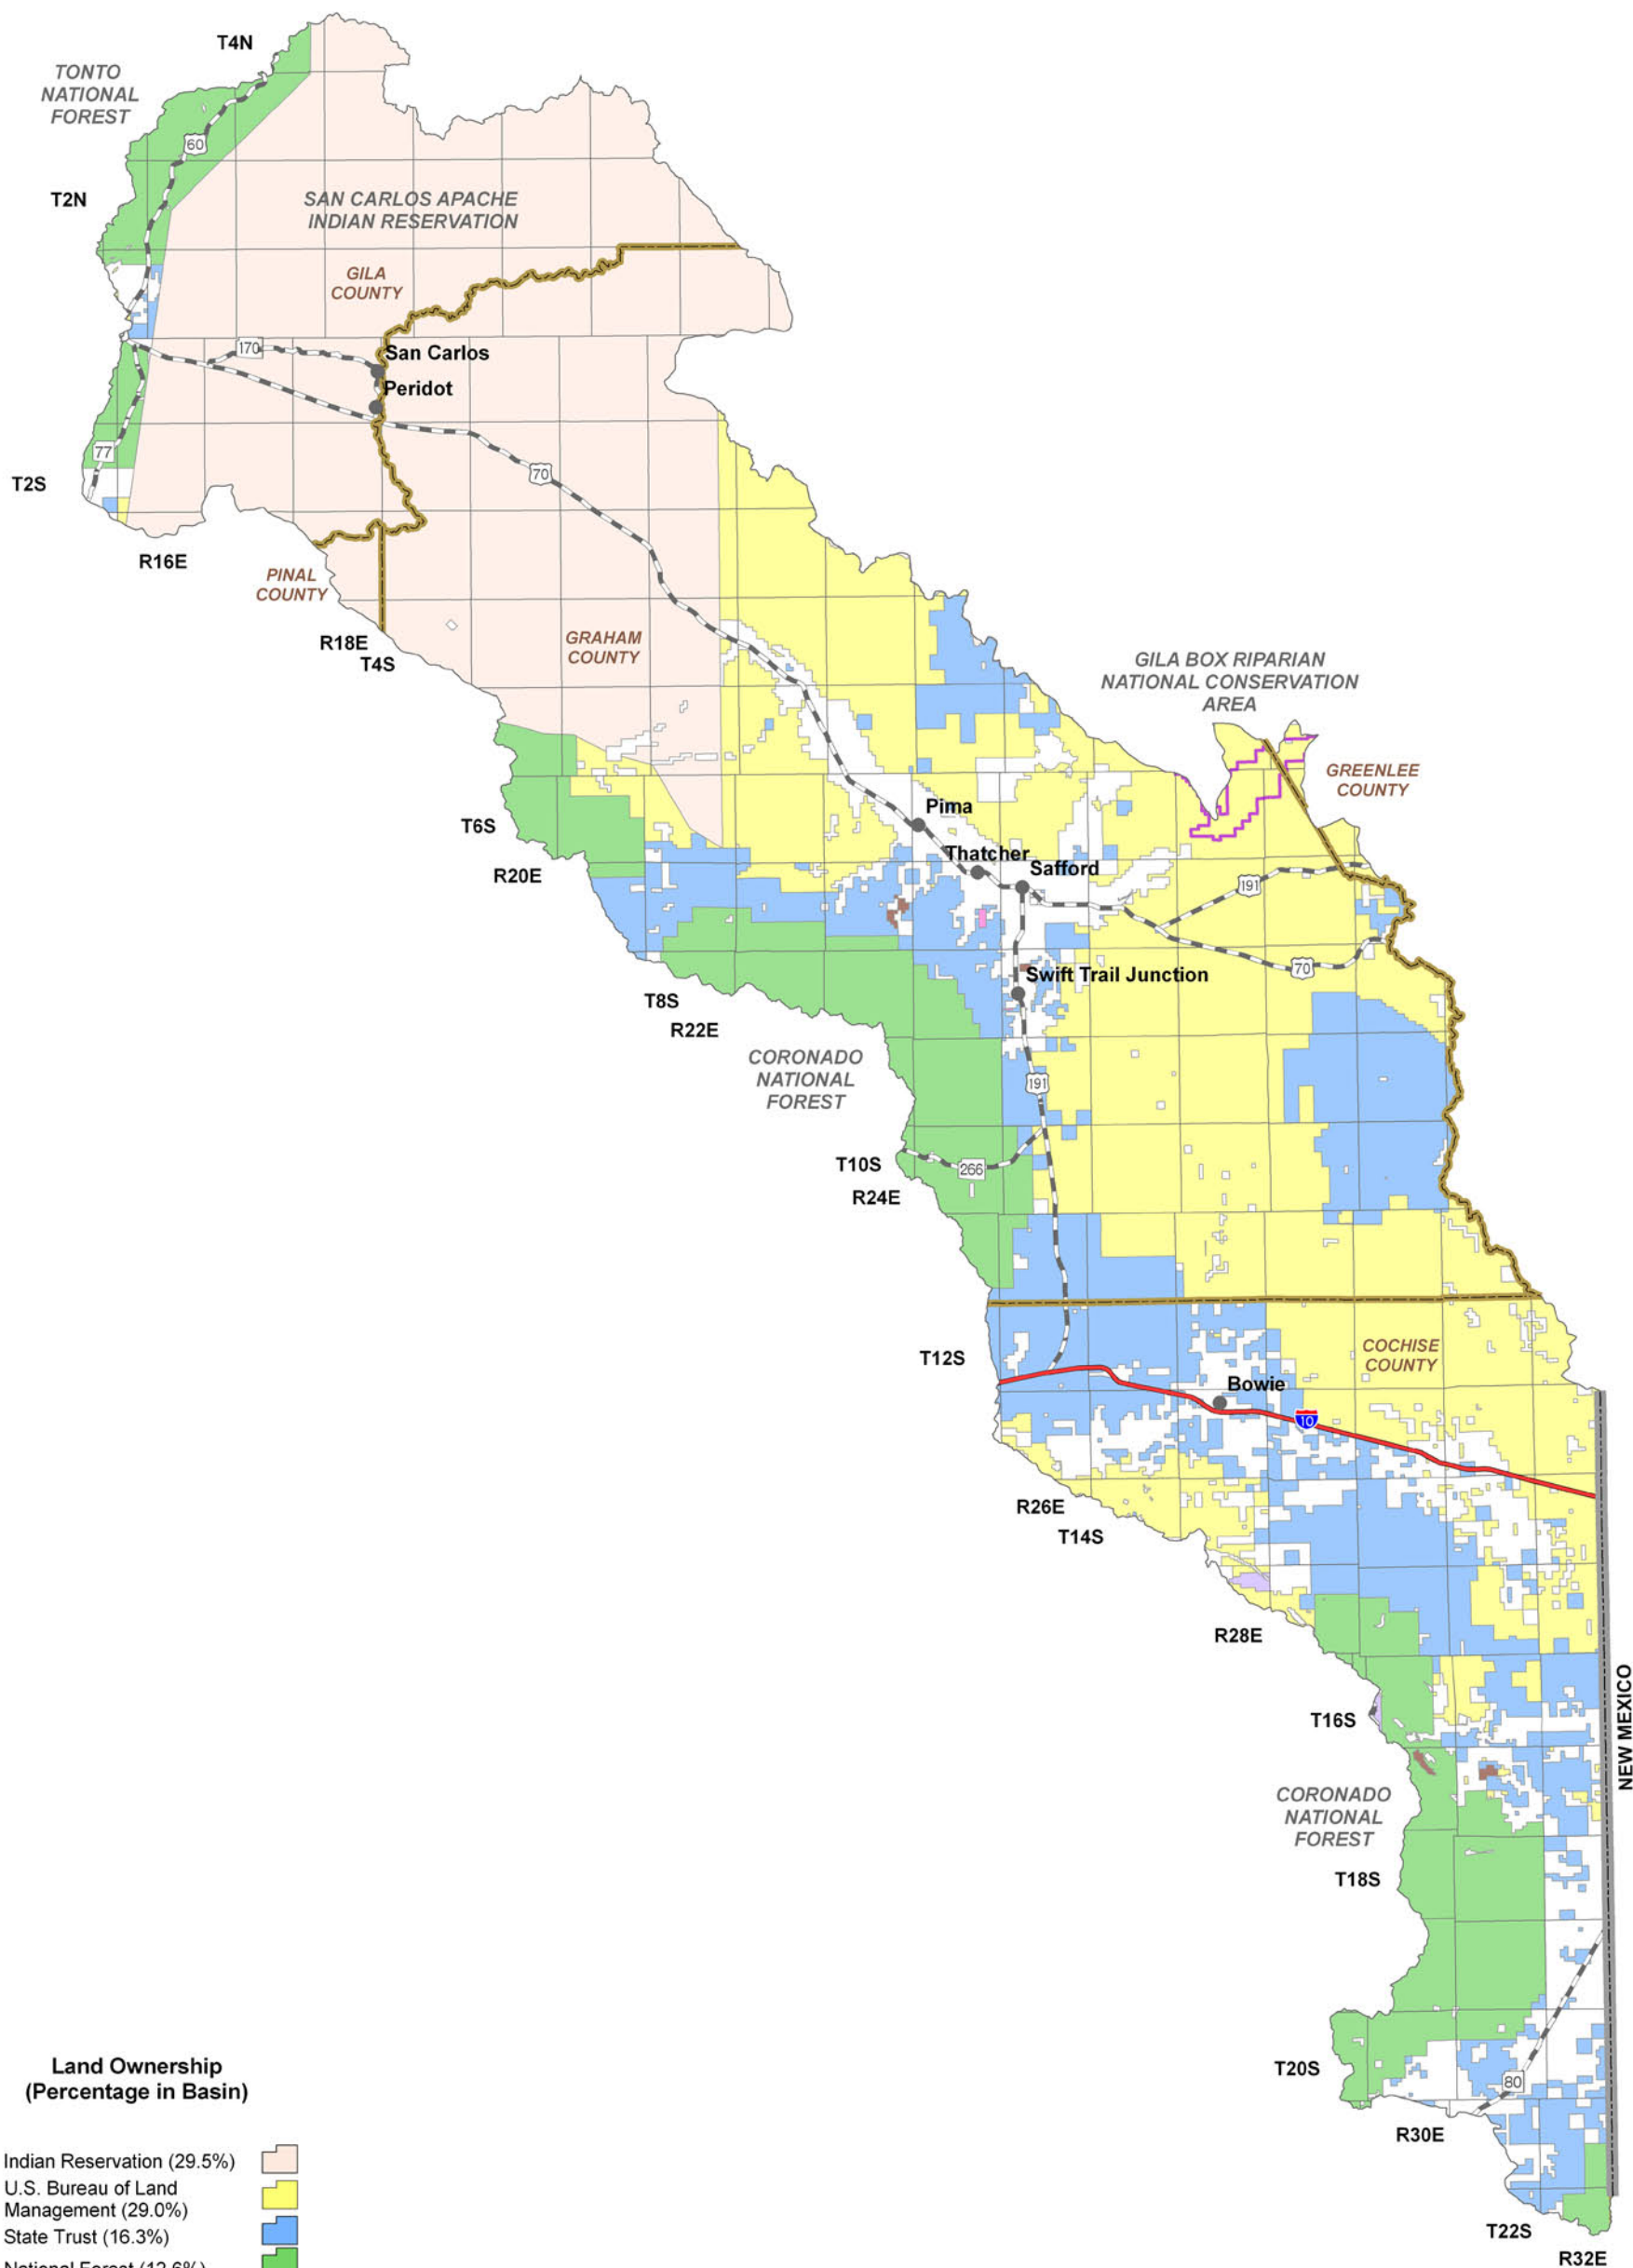 T4N
TONTO
NATIONAL
FOREST
60
T2N
SAN CARLOS APACHE
INDIAN RESERVATION
GILA
COUNTY
170
San Carlos
Peridot
77
70
T2S
R16E
PINAL
COUNTY
R18E
T4S
GRAHAM
COUNTY
GILA BOX RIPARIAN
NATIONAL CONSERVATION
AREA
GREENLEE
COUNTY
Pima
T6S
Thatcher
Safford
R20E
191
70
Swift Trail Junction
T8S
R22E
CORONADO
NATIONAL
FOREST
191
T10S
266
R24E
T12S
COCHISE
COUNTY
Bowie
10
R26E
T14S
R28E
NEW MEXICO
T16S
CORONADO
NATIONAL
FOREST
T18S
T20S
80
R30E
T22S
R32E
Land Ownership
(Percentage in Basin)
Indian Reservation (29.5%)
U.S. Bureau of Land
Management (29.0%)
State Trust (16.3%)
National Forest (12.6%)